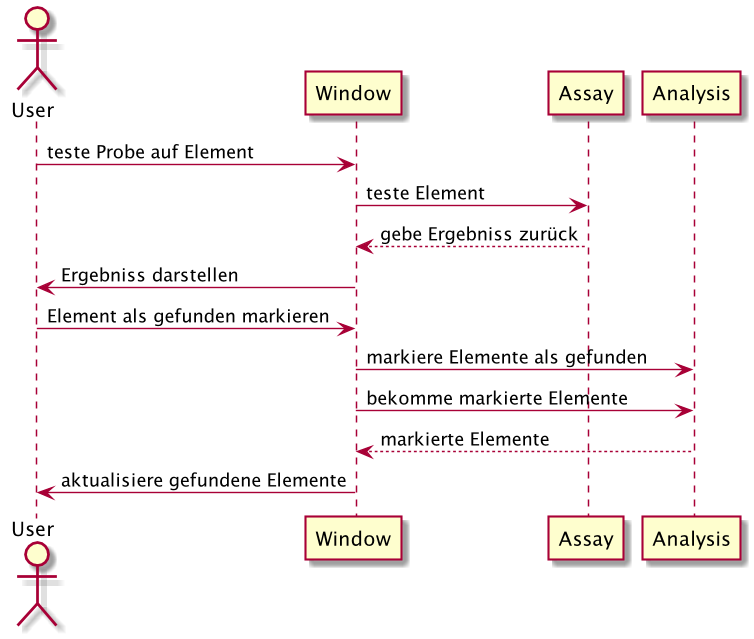 User
Window
Assay
Analysis
teste Probe auf Element
teste Element
gebe Ergebniss zurück
Ergebniss darstellen
Element als gefunden markieren
markiere Elemente als gefunden
bekomme markierte Elemente
markierte Elemente
aktualisiere gefundene Elemente
User
Window
Assay
Analysis